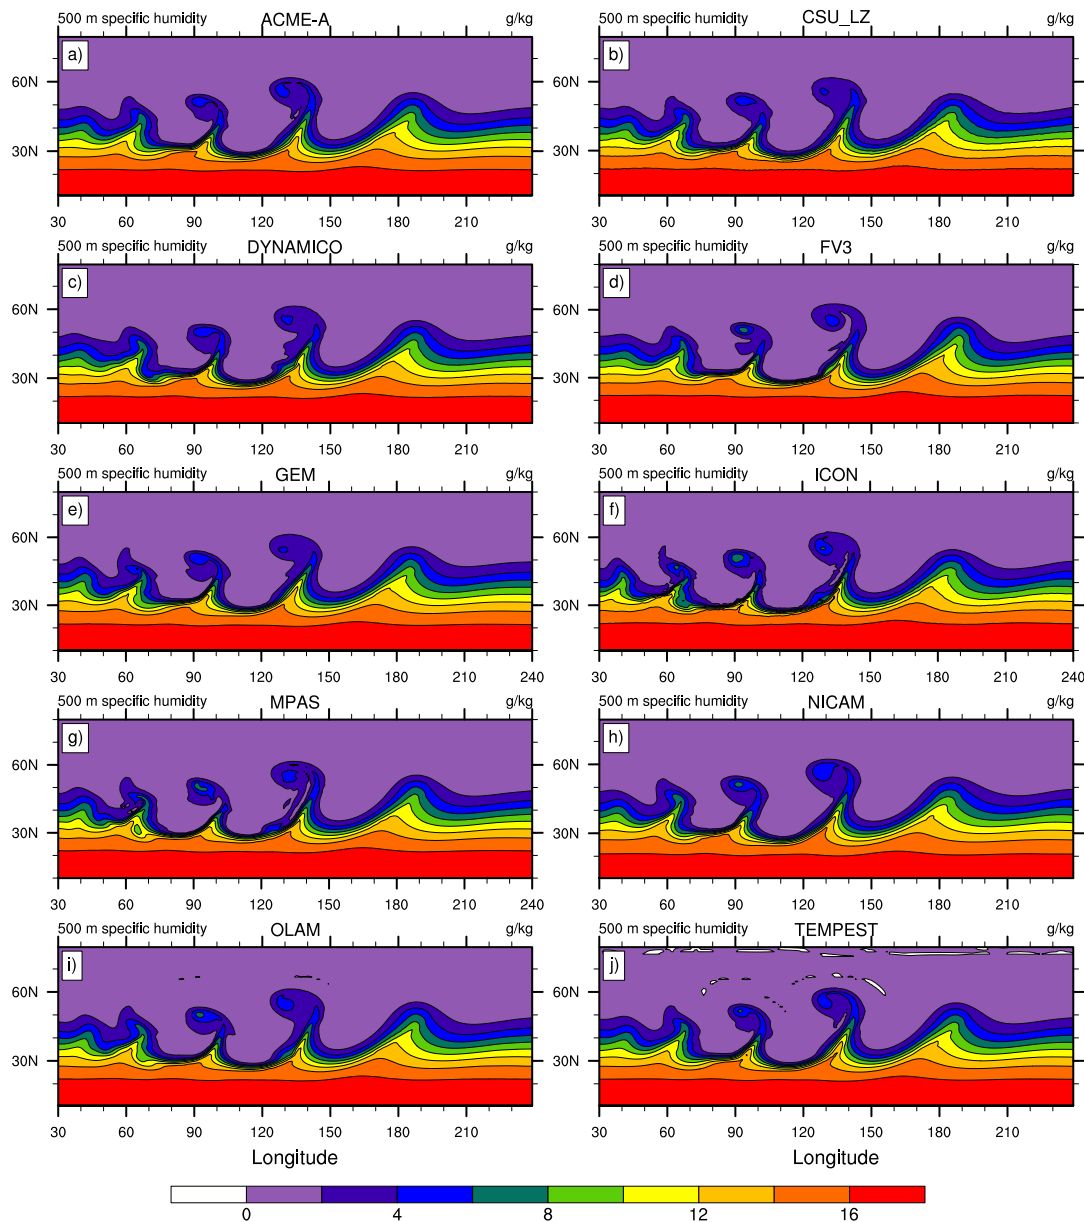 500 m specific humidity ACME-A g/kg
a)
60N
30N
30 60 90 120 150 180 210
500 m specific humidity CSU_LZ g/kg
b)
60N
30N
30 60 90 120 150 180 210
500 m specific humidity DYNAMICO g/kg
c)
60N
30N
30 60 90 120 150 180 210
500 m specific humidity FV3 g/kg
d)
60N
30N
30 60 90 120 150 180 210
500 m specific humidity GEM g/kg
e)
60N
30N
30 60 90 120 150 180 210 240
500 m specific humidity ICON g/kg
f)
60N
30N
30 60 90 120 150 180 210 240
500 m specific humidity MPAS g/kg
g)
60N
30N
30 60 90 120 150 180 210 240
500 m specific humidity NICAM g/kg
h)
60N
30N
30 60 90 120 150 180 210
500 m specific humidity OLAM g/kg
i)
60N
30N
30 60 90 120 150 180 210
Longitude
500 m specific humidity TEMPEST g/kg
j)
60N
30N
30 60 90 120 150 180 210
Longitude
0 4 8 12 16